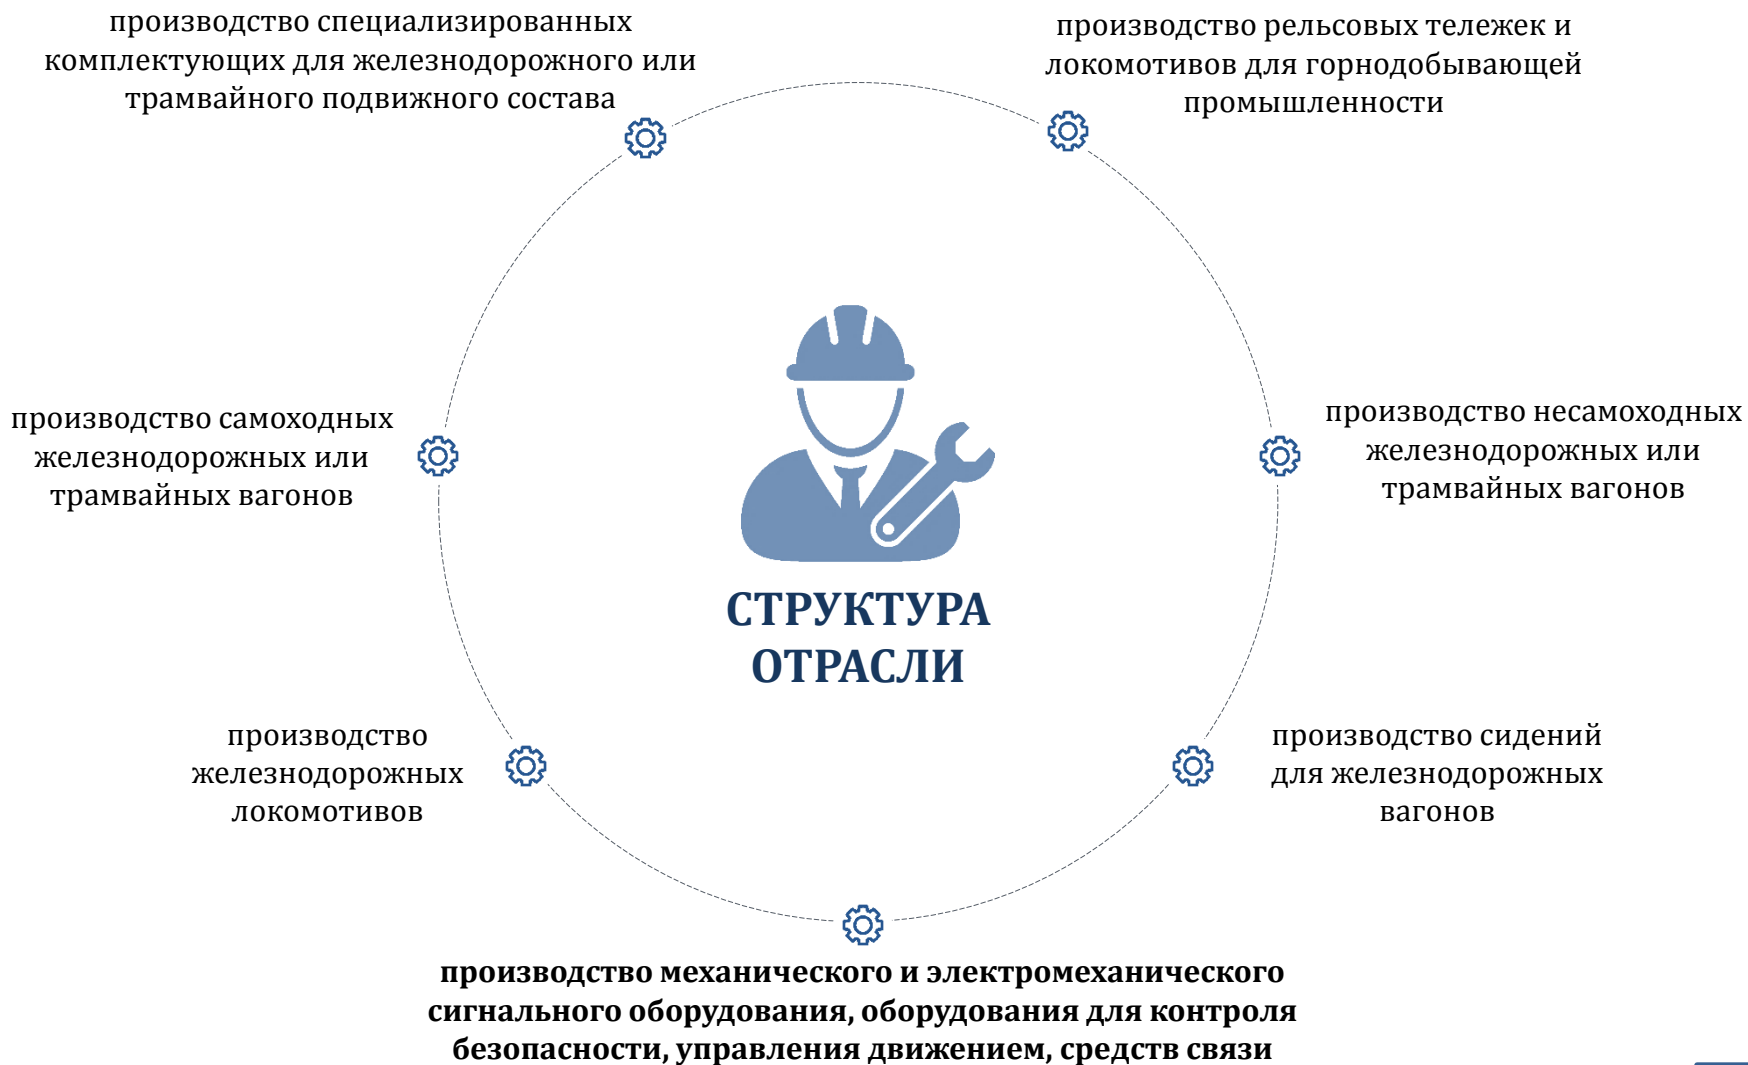 производство специализированных
комплектующих для железнодорожного или
трамвайного подвижного состава
производство рельсовых тележек и
локомотивов для горнодобывающей
промышленности
производство самоходных
железнодорожных или
трамвайных вагонов
производство несамоходных
железнодорожных или
трамвайных вагонов
СТРУКТУРА
ОТРАСЛИ
производство
железнодорожных
локомотивов
производство сидений
для железнодорожных
вагонов
производство механического и электромеханического
сигнального оборудования, оборудования для контроля
безопасности, управления движением, средств связи